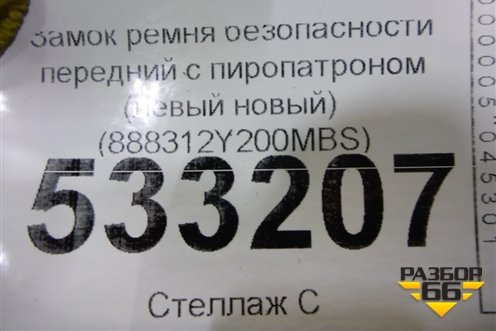 Замок ремня безопасности
передний с пиропатроном
(левый новый)
(888312Y200MBS)
533207
Стеллаж С
РАЗБОР
66